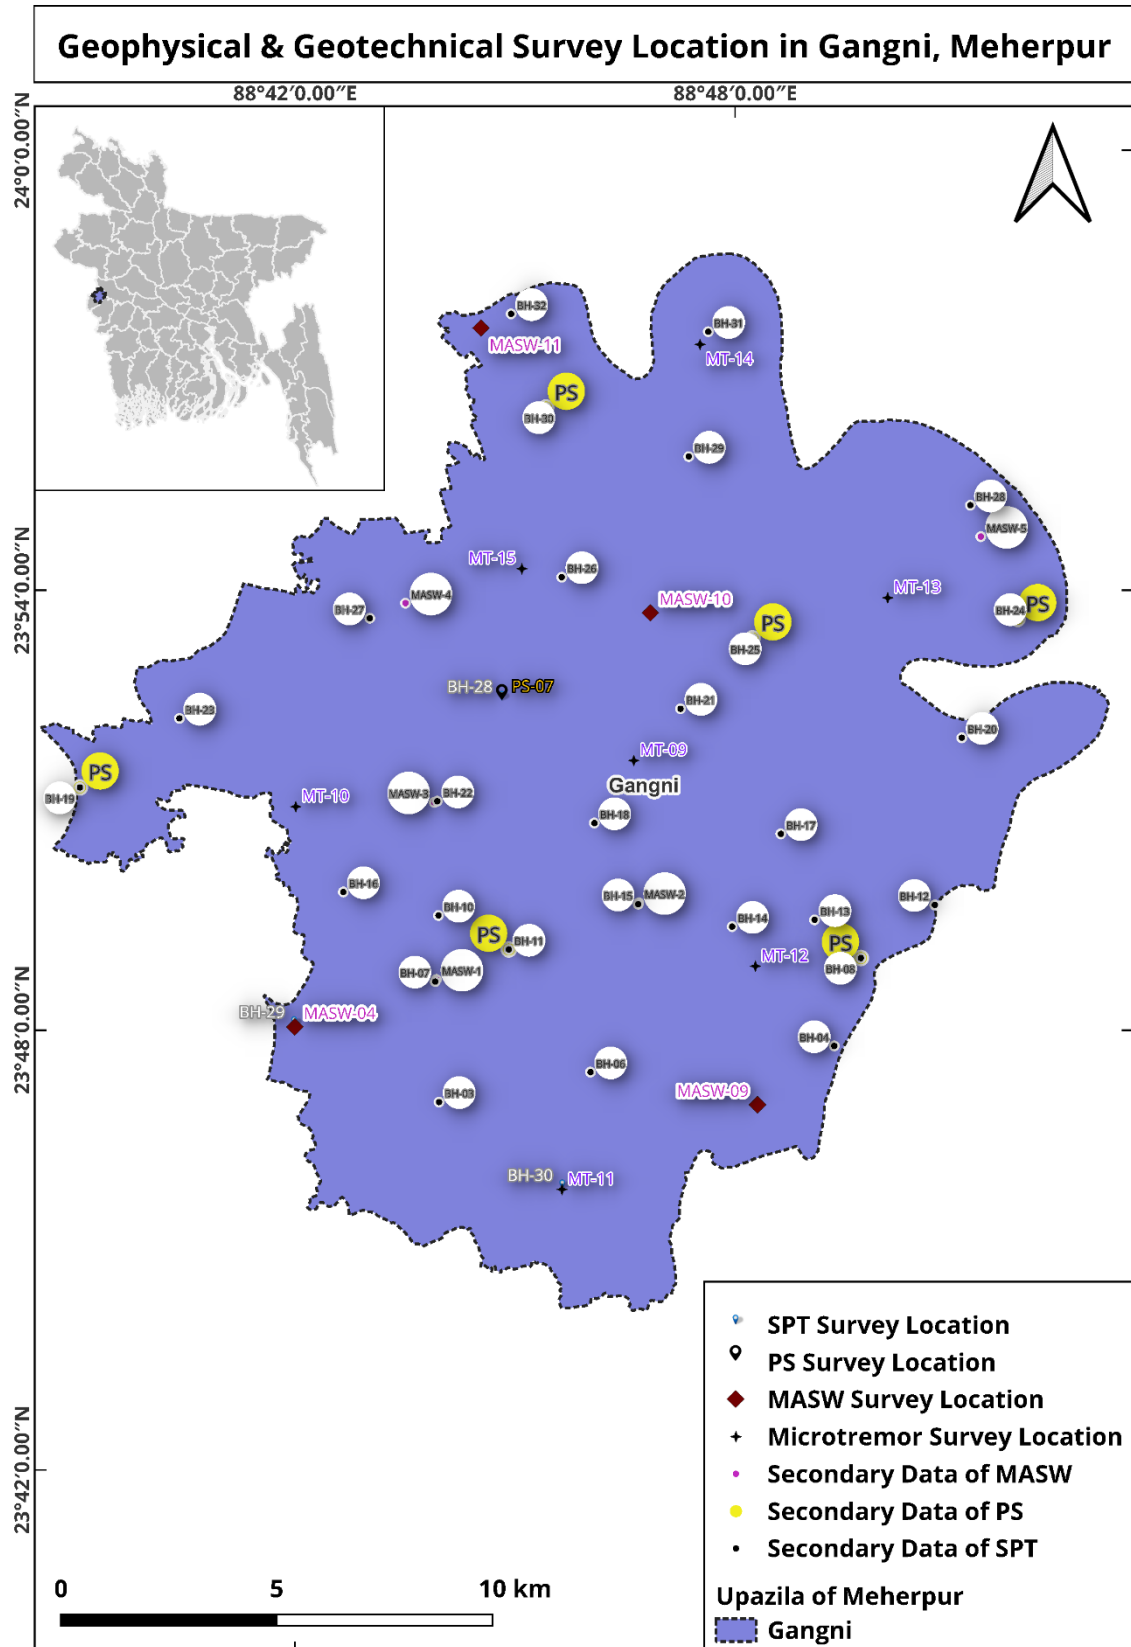 Geophysical & Geotechnical Survey Location in Gangni, Meherpur
88°42′0.00″E
88°48′0.00″E
24°0′0.00″N
BH-32
BH-31
MASW-11
MT-14
PS
BH-30
BH-29
BH-28
MASW-5
MT-15
BH-26
23°54′0.00″N
MASW-4
BH-27
MASW-10
MT-13
PS
BH-24
PS
BH-25
BH-28
PS-07
BH-23
BH-21
BH-20
MT-09
PS
BH-19
Gangni
MT-10
MASW-3
BH-22
BH-18
BH-17
BH-16
BH-15
MASW-2
BH-12
BH-10
BH-14
BH-13
PS
BH-11
PS
MT-12
BH-08
BH-07
MASW-1
BH-29
MASW-04
23°48′0.00″N
BH-04
BH-06
BH-03
MASW-09
BH-30
MT-11
23°42′0.00″N
SPT Survey Location
PS Survey Location
MASW Survey Location
Microtremor Survey Location
Secondary Data of MASW
Secondary Data of PS
Secondary Data of SPT
Upazila of Meherpur
Gangni
0 5 10 km